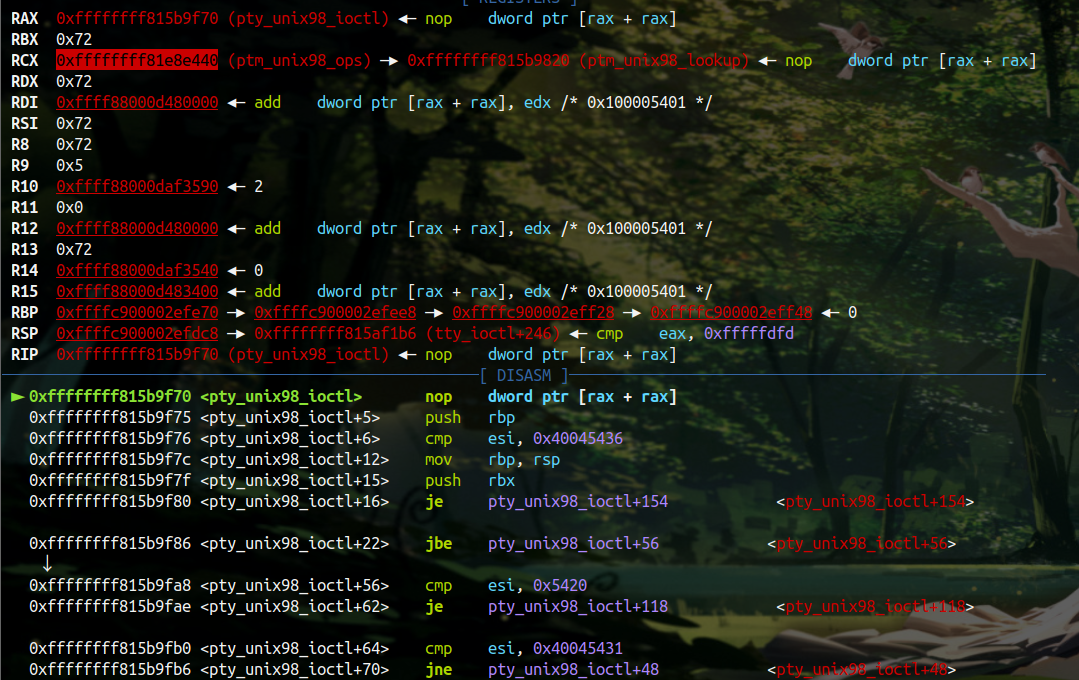 [ REGISTERS ]
RAX 0xffffffff815b9f70 (pty_unix98_ioctl) ◂— nop dword ptr [rax + rax]
RBX 0x72
RCX 0xffffffff81e8e440 (ptm_unix98_ops) —▸ 0xffffffff815b9820 (ptm_unix98_lookup) ◂— nop dword ptr [rax + rax]
RDX 0x72
RDI 0xffff88000d480000 ◂— add dword ptr [rax + rax], edx /* 0x100005401 */
RSI 0x72
R8 0x72
R9 0x5
R10 0xffff88000daf3590 ◂— 2
R11 0x0
R12 0xffff88000d480000 ◂— add dword ptr [rax + rax], edx /* 0x100005401 */
R13 0x72
R14 0xffff88000daf3540 ◂— 0
R15 0xffff88000d483400 ◂— add dword ptr [rax + rax], edx /* 0x100005401 */
RBP 0xffffc900002efe70 —▸ 0xffffc900002efee8 —▸ 0xffffc900002eff28 —▸ 0xffffc900002eff48 ◂— 0
RSP 0xffffc900002efdc8 —▸ 0xffffffff815af1b6 (tty_ioctl+246) ◂— cmp eax, 0xfffffdfd
RIP 0xffffffff815b9f70 (pty_unix98_ioctl) ◂— nop dword ptr [rax + rax]
[ DISASM ]
► 0xffffffff815b9f70 <pty_unix98_ioctl> nop dword ptr [rax + rax]
0xffffffff815b9f75 <pty_unix98_ioctl+5> push rbp
0xffffffff815b9f76 <pty_unix98_ioctl+6> cmp esi, 0x40045436
0xffffffff815b9f7c <pty_unix98_ioctl+12> mov rbp, rsp
0xffffffff815b9f7f <pty_unix98_ioctl+15> push rbx
0xffffffff815b9f80 <pty_unix98_ioctl+16> je pty_unix98_ioctl+154 <pty_unix98_ioctl+154>
0xffffffff815b9f86 <pty_unix98_ioctl+22> jbe pty_unix98_ioctl+56 <pty_unix98_ioctl+56>
↓
0xffffffff815b9fa8 <pty_unix98_ioctl+56> cmp esi, 0x5420
0xffffffff815b9fae <pty_unix98_ioctl+62> je pty_unix98_ioctl+118 <pty_unix98_ioctl+118>
0xffffffff815b9fb0 <pty_unix98_ioctl+64> cmp esi, 0x40045431
0xffffffff815b9fb6 <pty_unix98_ioctl+70> jne pty_unix98_ioctl+48 <pty_unix98_ioctl+48>